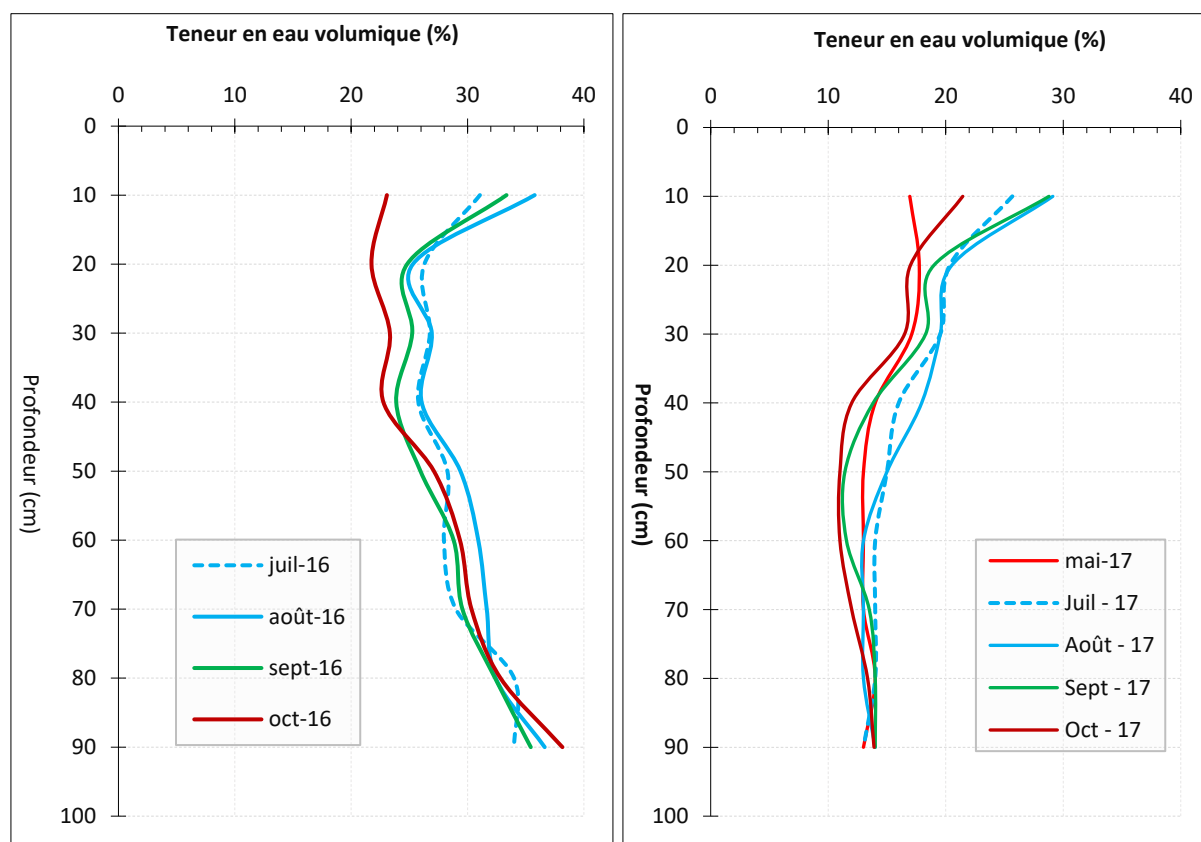 Teneur en eau volumique (%)
0 10 20 30 40
0
10
20
30
40
50
60
70
80
90
100
Profondeur (cm)
juil-16
août-16
sept-16
oct-16
Teneur en eau volumique (%)
0 10 20 30 40
0
10
20
30
40
50
60
70
80
90
100
Profondeur (cm)
mai-17
Juil - 17
Août - 17
Sept - 17
Oct - 17